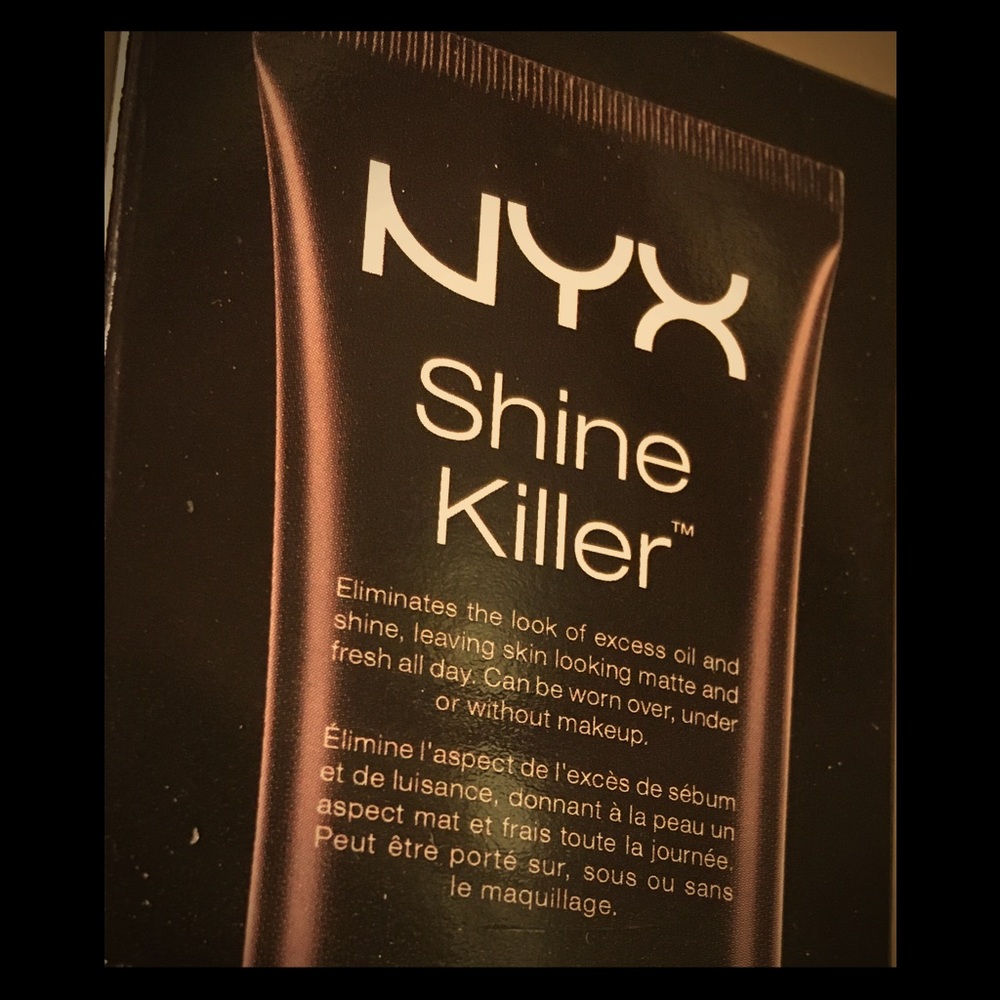 NYX
Shine
Killer™
Eliminates the look of excess oil and
shine, leaving skin looking matte and
fresh all day. Can be worn over, under
or without makeup.
Élimine l'aspect de l'excès de sébum
et de luisance, donnant à la peau un
aspect mat et frais toute la journée.
Peut être porté sur, sous ou sans
le maquillage.